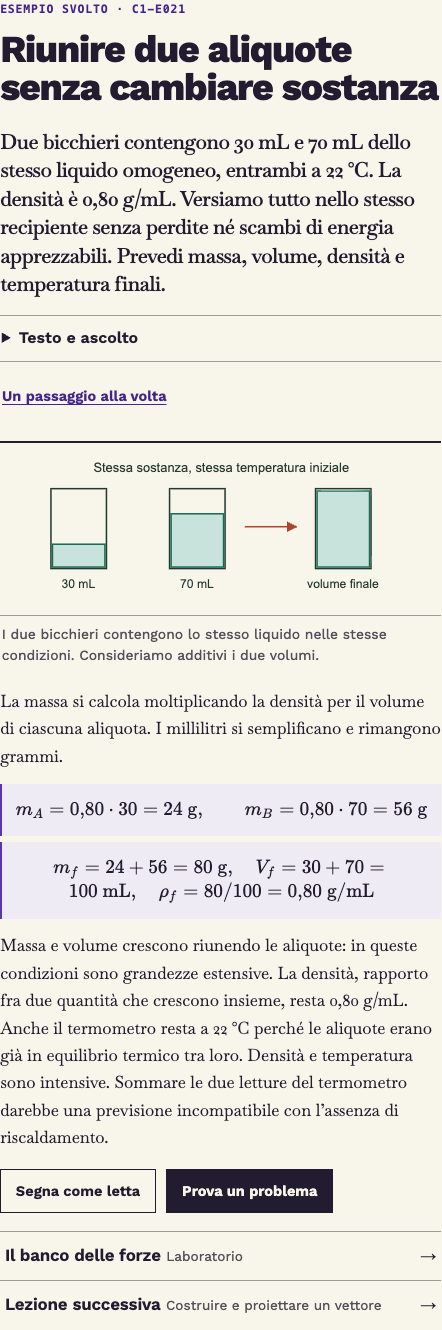 ESEMPIO SVOLTO · C1–E021
Riunire due aliquote
senza cambiare sostanza
Due bicchieri contengono 30 mL e 70 mL dello
stesso liquido omogeneo, entrambi a 22 °C. La
densità è 0,80 g/mL. Versiamo tutto nello stesso
recipiente senza perdite né scambi di energia
apprezzabili. Prevedi massa, volume, densità e
temperatura finali.
▶ Testo e ascolto
Un passaggio alla volta
Stessa sostanza, stessa temperatura iniziale
30 mL 70 mL volume finale
I due bicchieri contengono lo stesso liquido nelle stesse
condizioni. Consideriamo additivi i due volumi.
La massa si calcola moltiplicando la densità per il volume
di ciascuna aliquota. I millilitri si semplificano e rimangono
grammi.
m_A = 0,80 · 30 = 24 g, m_B = 0,80 · 70 = 56 g
m_f = 24 + 56 = 80 g, V_f = 30 + 70 =
100 mL, ρ_f = 80/100 = 0,80 g/mL
Massa e volume crescono riunendo le aliquote: in queste
condizioni sono grandezze estensive. La densità, rapporto
fra due quantità che crescono insieme, resta 0,80 g/mL.
Anche il termometro resta a 22 °C perché le aliquote erano
già in equilibrio termico tra loro. Densità e temperatura
sono intensive. Sommare le due letture del termometro
darebbe una previsione incompatibile con l'assenza di
riscaldamento.
Segna come letta Prova un problema
Il banco delle forze Laboratorio →
Lezione successiva Costruire e proiettare un vettore →